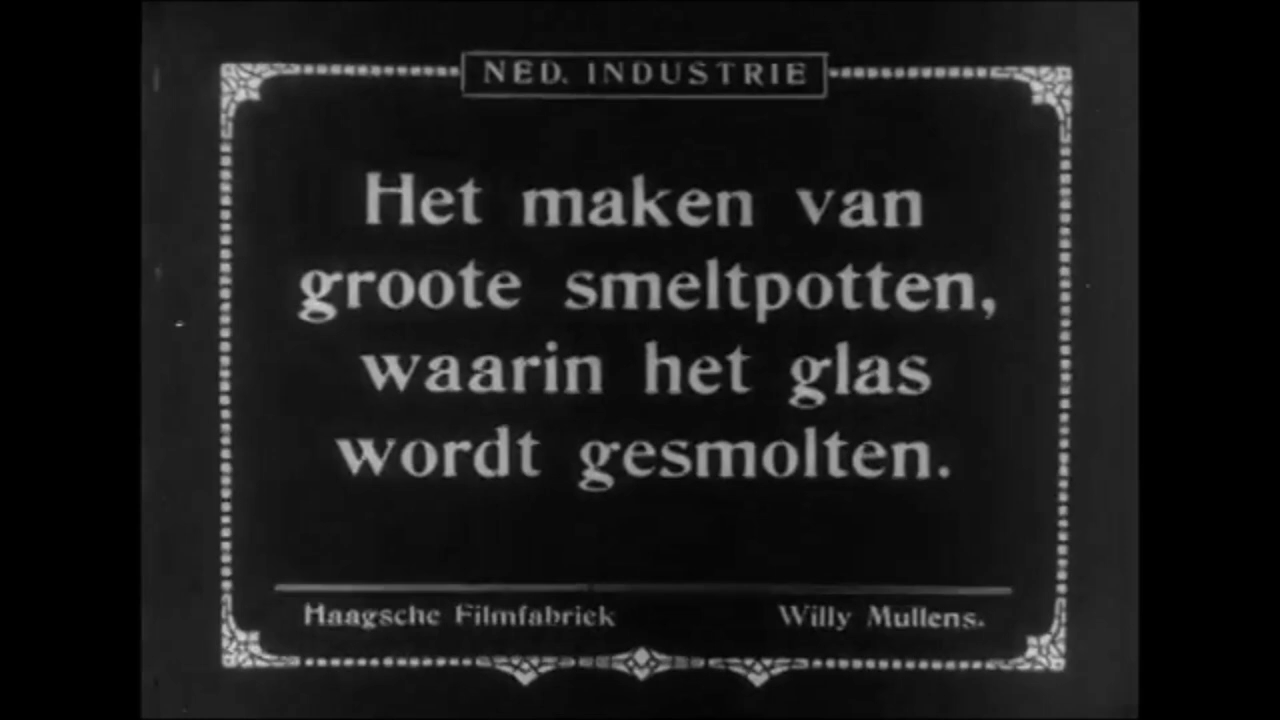 NED. INDUSTRIE
Het maken van
groote smeltpotten,
waarin het glas
wordt gesmolten.
Haagsche Filmfabriek Willy Mullens.